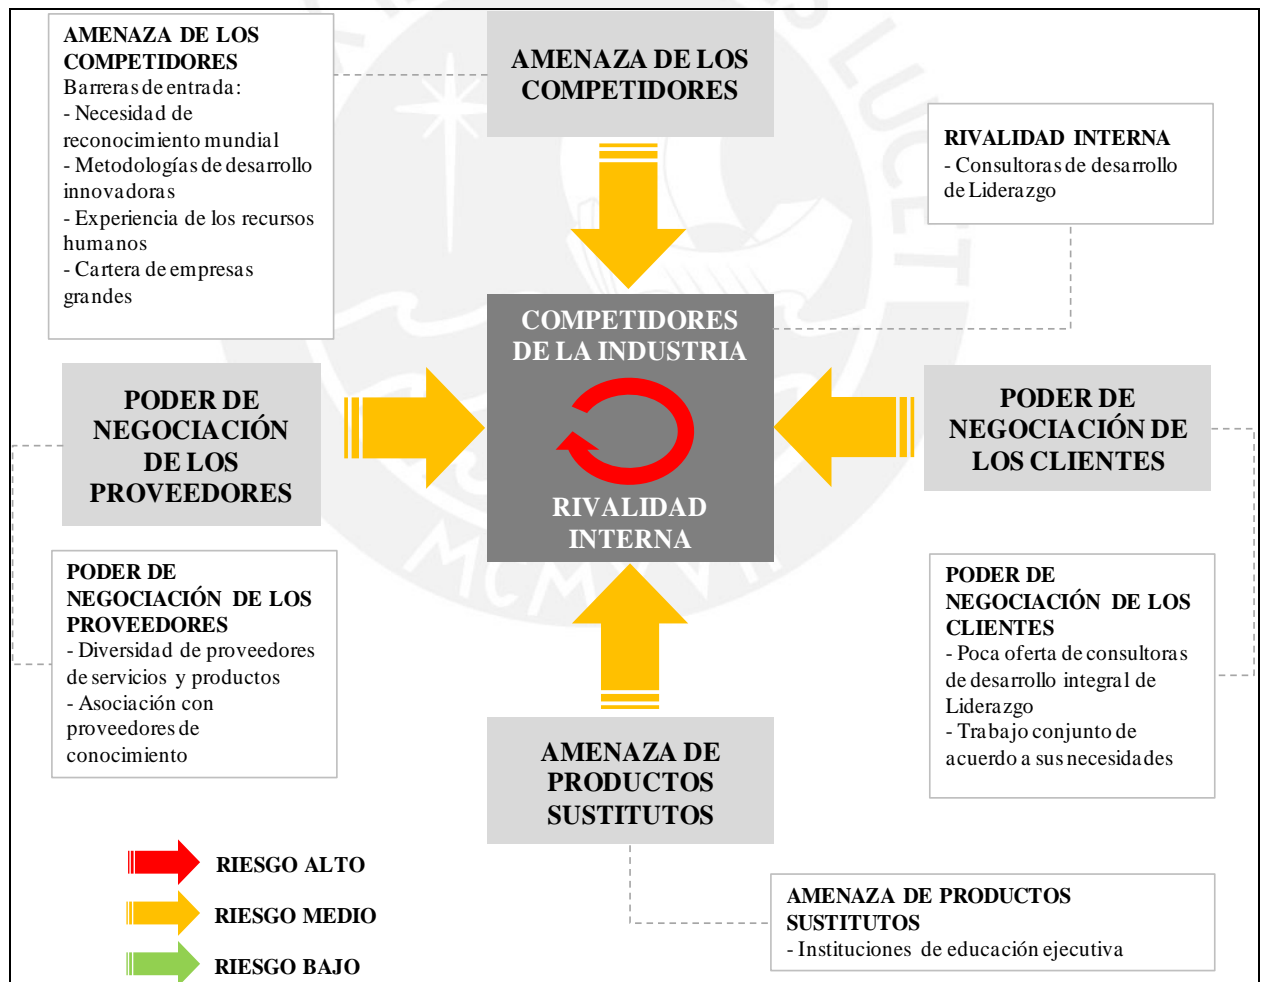 AMENAZA DE LOS
COMPETIDORES
Barreras de entrada:
- Necesidad de
reconocimiento mundial
- Metodologías de desarrollo
innovadoras
- Experiencia de los recursos
humanos
- Cartera de empresas
grandes
AMENAZA DE LOS
COMPETIDORES
RIVALIDAD INTERNA
- Consultoras de desarrollo
de Liderazgo
COMPETIDORES
DE LA INDUSTRIA
RIVALIDAD
INTERNA
PODER DE
NEGOCIACIÓN
DE LOS
PROVEEDORES
PODER DE
NEGOCIACIÓN DE
LOS CLIENTES
PODER DE
NEGOCIACIÓN DE LOS
PROVEEDORES
- Diversidad de proveedores
de servicios y productos
- Asociación con
proveedores de
conocimiento
PODER DE
NEGOCIACIÓN DE LOS
CLIENTES
- Poca oferta de consultoras
de desarrollo integral de
Liderazgo
- Trabajo conjunto de
acuerdo a sus necesidades
AMENAZA DE
PRODUCTOS
SUSTITUTOS
AMENAZA DE PRODUCTOS
SUSTITUTOS
- Instituciones de educación ejecutiva
RIESGO ALTO
RIESGO MEDIO
RIESGO BAJO
LUCET
MCMXVII